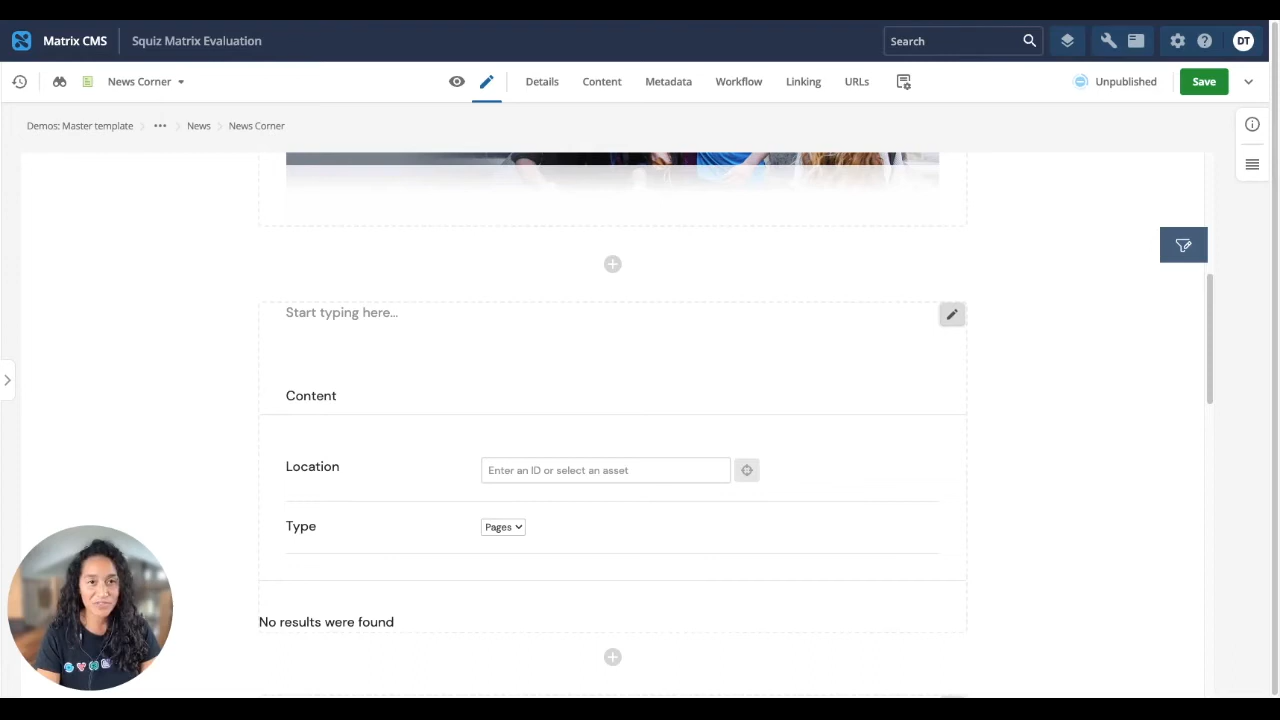 Matrix CMS
Squiz Matrix Evaluation
Search
DT
News Corner
Details
Content
Metadata
Workflow
Linking
URLs
Unpublished
Save
Demos: Master template
•••
News
News Corner
Start typing here...
Content
Location
Enter an ID or select an asset
Type
Pages
No results were found